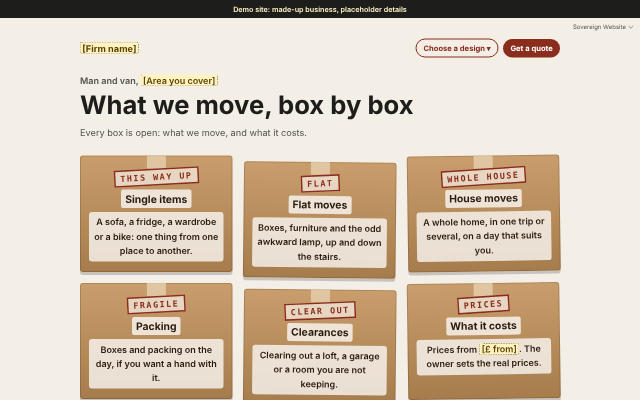 Demo site: made-up business, placeholder details
Sovereign Website
[Firm name]
Choose a design ▾
Get a quote
Man and van, [Area you cover]
What we move, box by box
Every box is open: what we move, and what it costs.
THIS WAY UP
Single items
A sofa, a fridge, a wardrobe
or a bike: one thing from one
place to another.
FLAT
Flat moves
Boxes, furniture and the odd
awkward lamp, up and down
the stairs.
WHOLE HOUSE
House moves
A whole home, in one trip or
several, on a day that suits
you.
FRAGILE
Packing
Boxes and packing on the
day, if you want a hand with
it.
CLEAR OUT
Clearances
Clearing out a loft, a garage
or a room you are not
keeping.
PRICES
What it costs
Prices from [£ from]. The
owner sets the real prices.